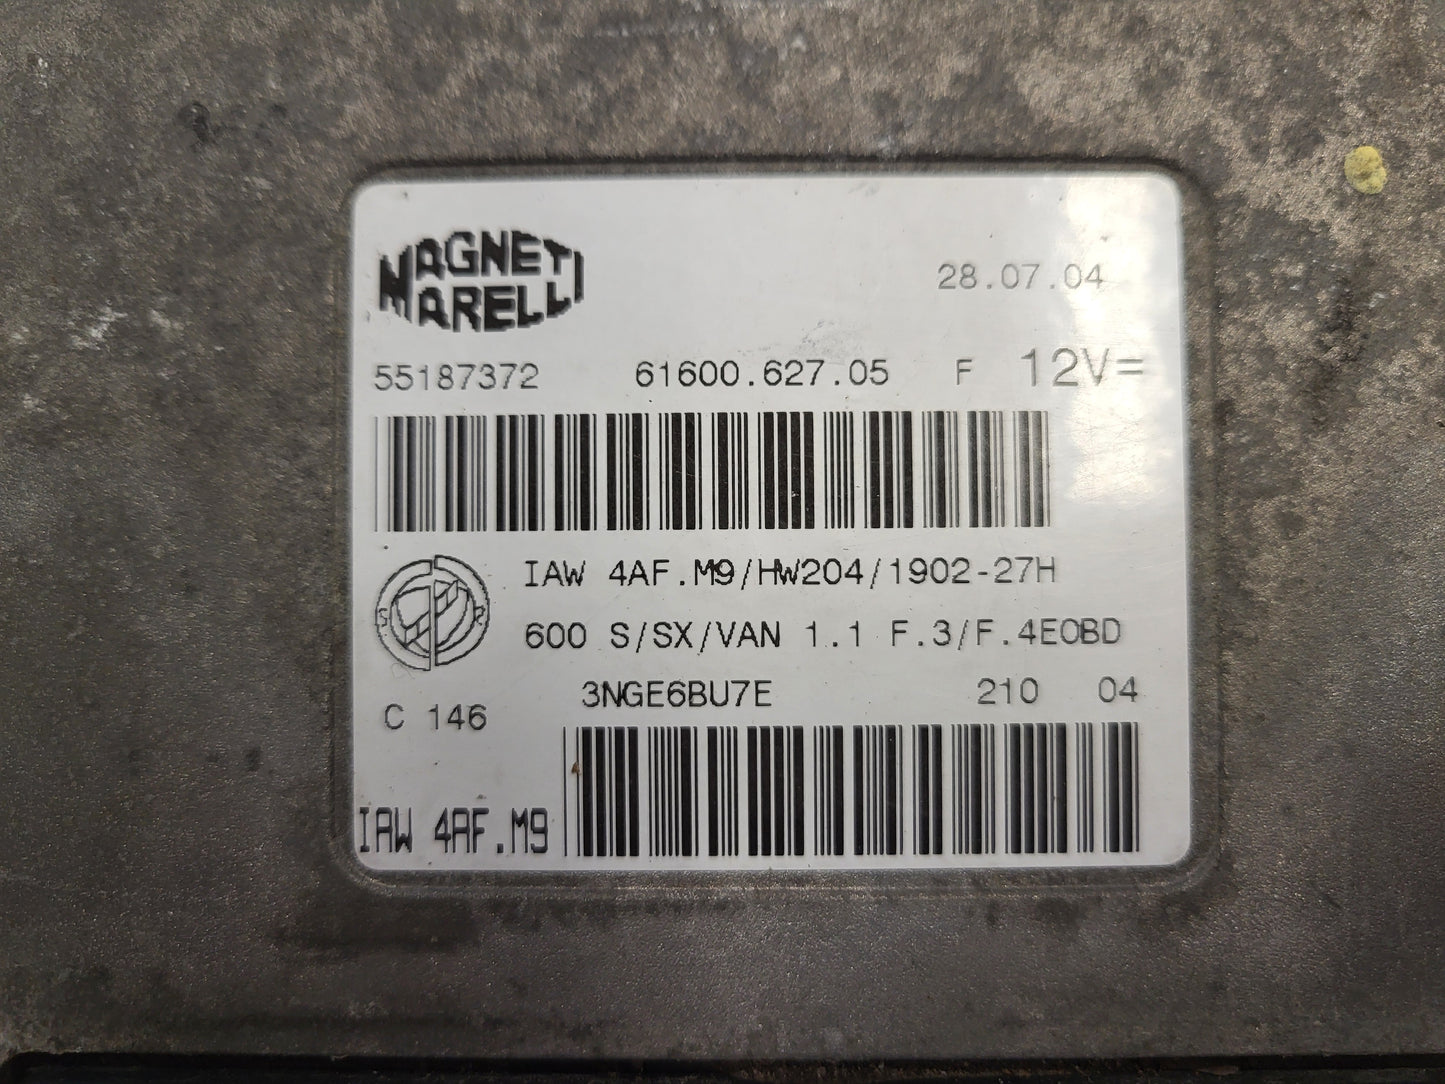 MAGNETI
MARELLI
28.07.04
55187372 61600.627.05 F 12V=
IAW 4AF.M9/HW204/1902-27H
S R
600 S/SX/VAN 1.1 F.3/F.4EOBD
3NGE6BU7E 210 04
C 146
IAW 4AF.M9